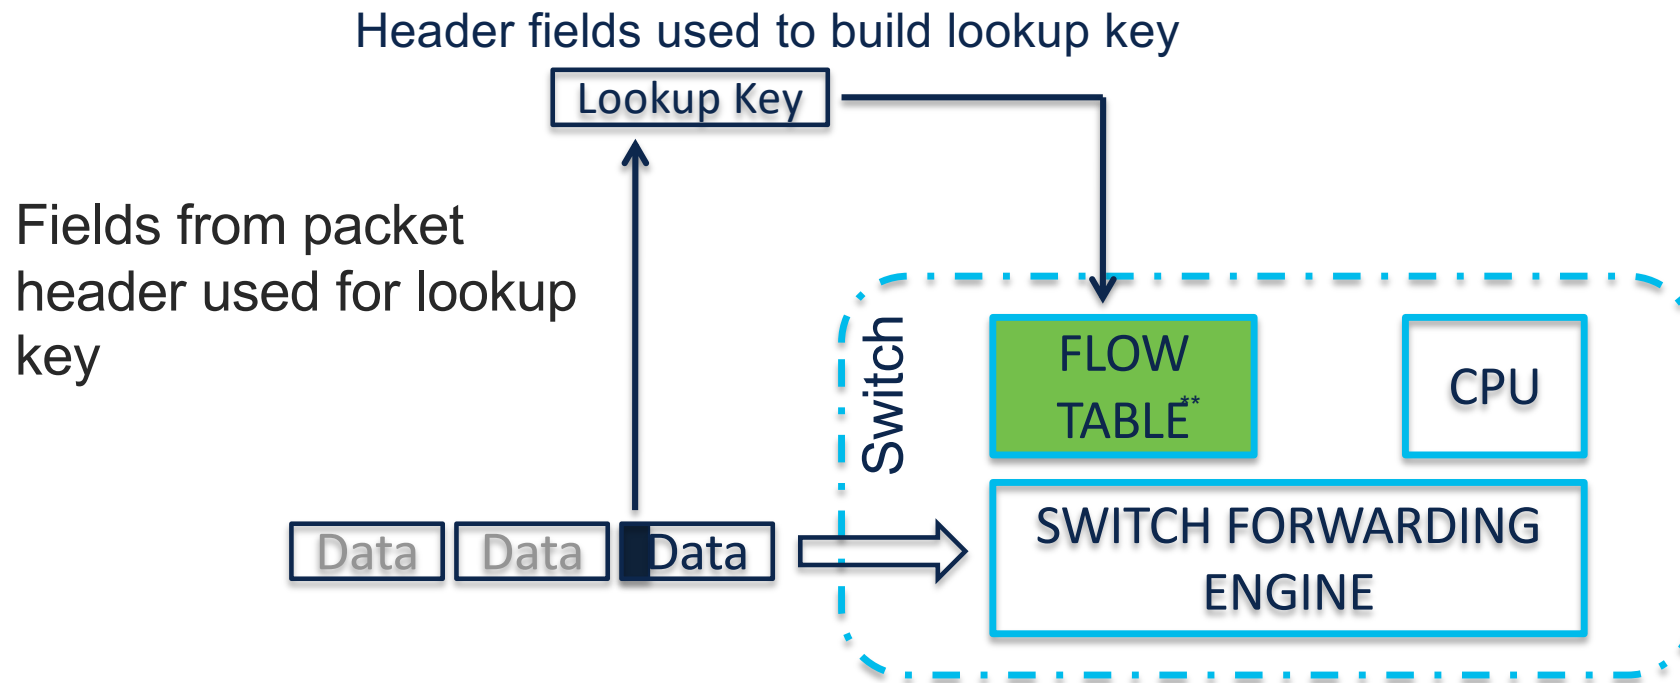 Header fields used to build lookup key
Lookup Key
Fields from packet
header used for lookup
key
Switch
FLOW
TABLE**
CPU
Data
Data
Data
SWITCH FORWARDING
ENGINE